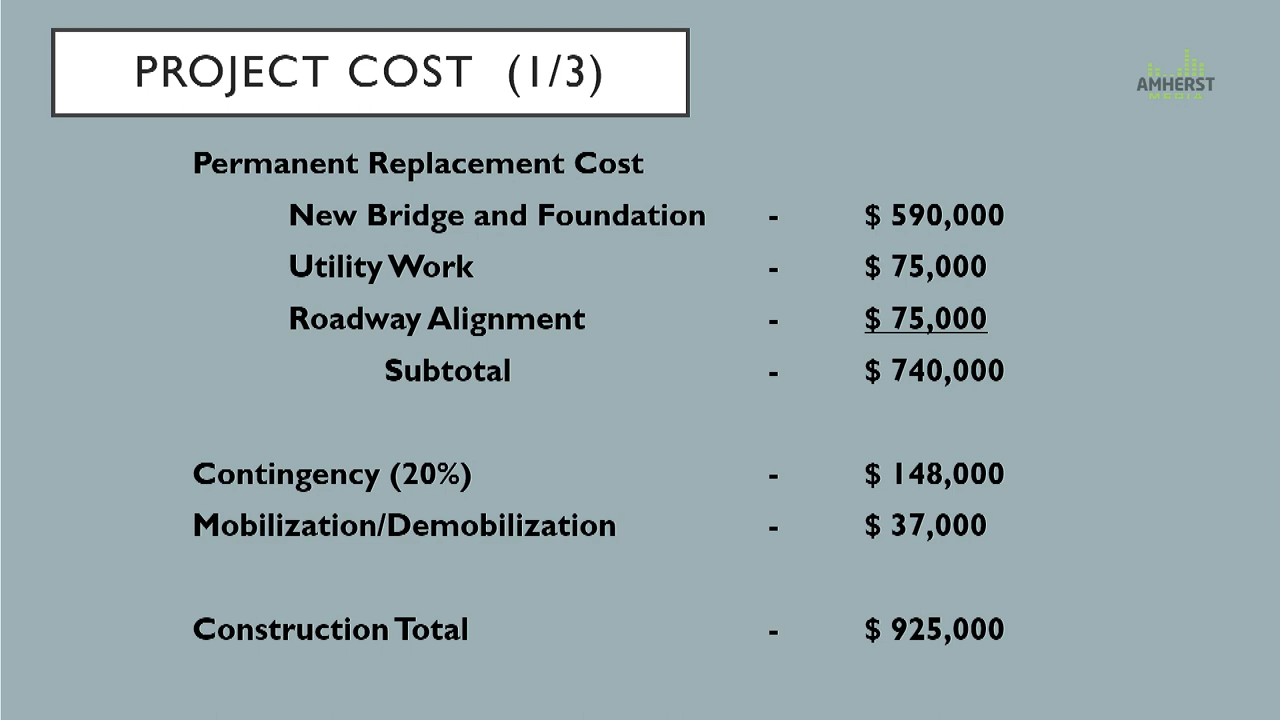 PROJECT COST (1/3)
AMHERST
MEDIA
Permanent Replacement Cost
New Bridge and Foundation - $ 590,000
Utility Work - $ 75,000
Roadway Alignment - $ 75,000
Subtotal - $ 740,000
Contingency (20%) - $ 148,000
Mobilization/Demobilization - $ 37,000
Construction Total - $ 925,000